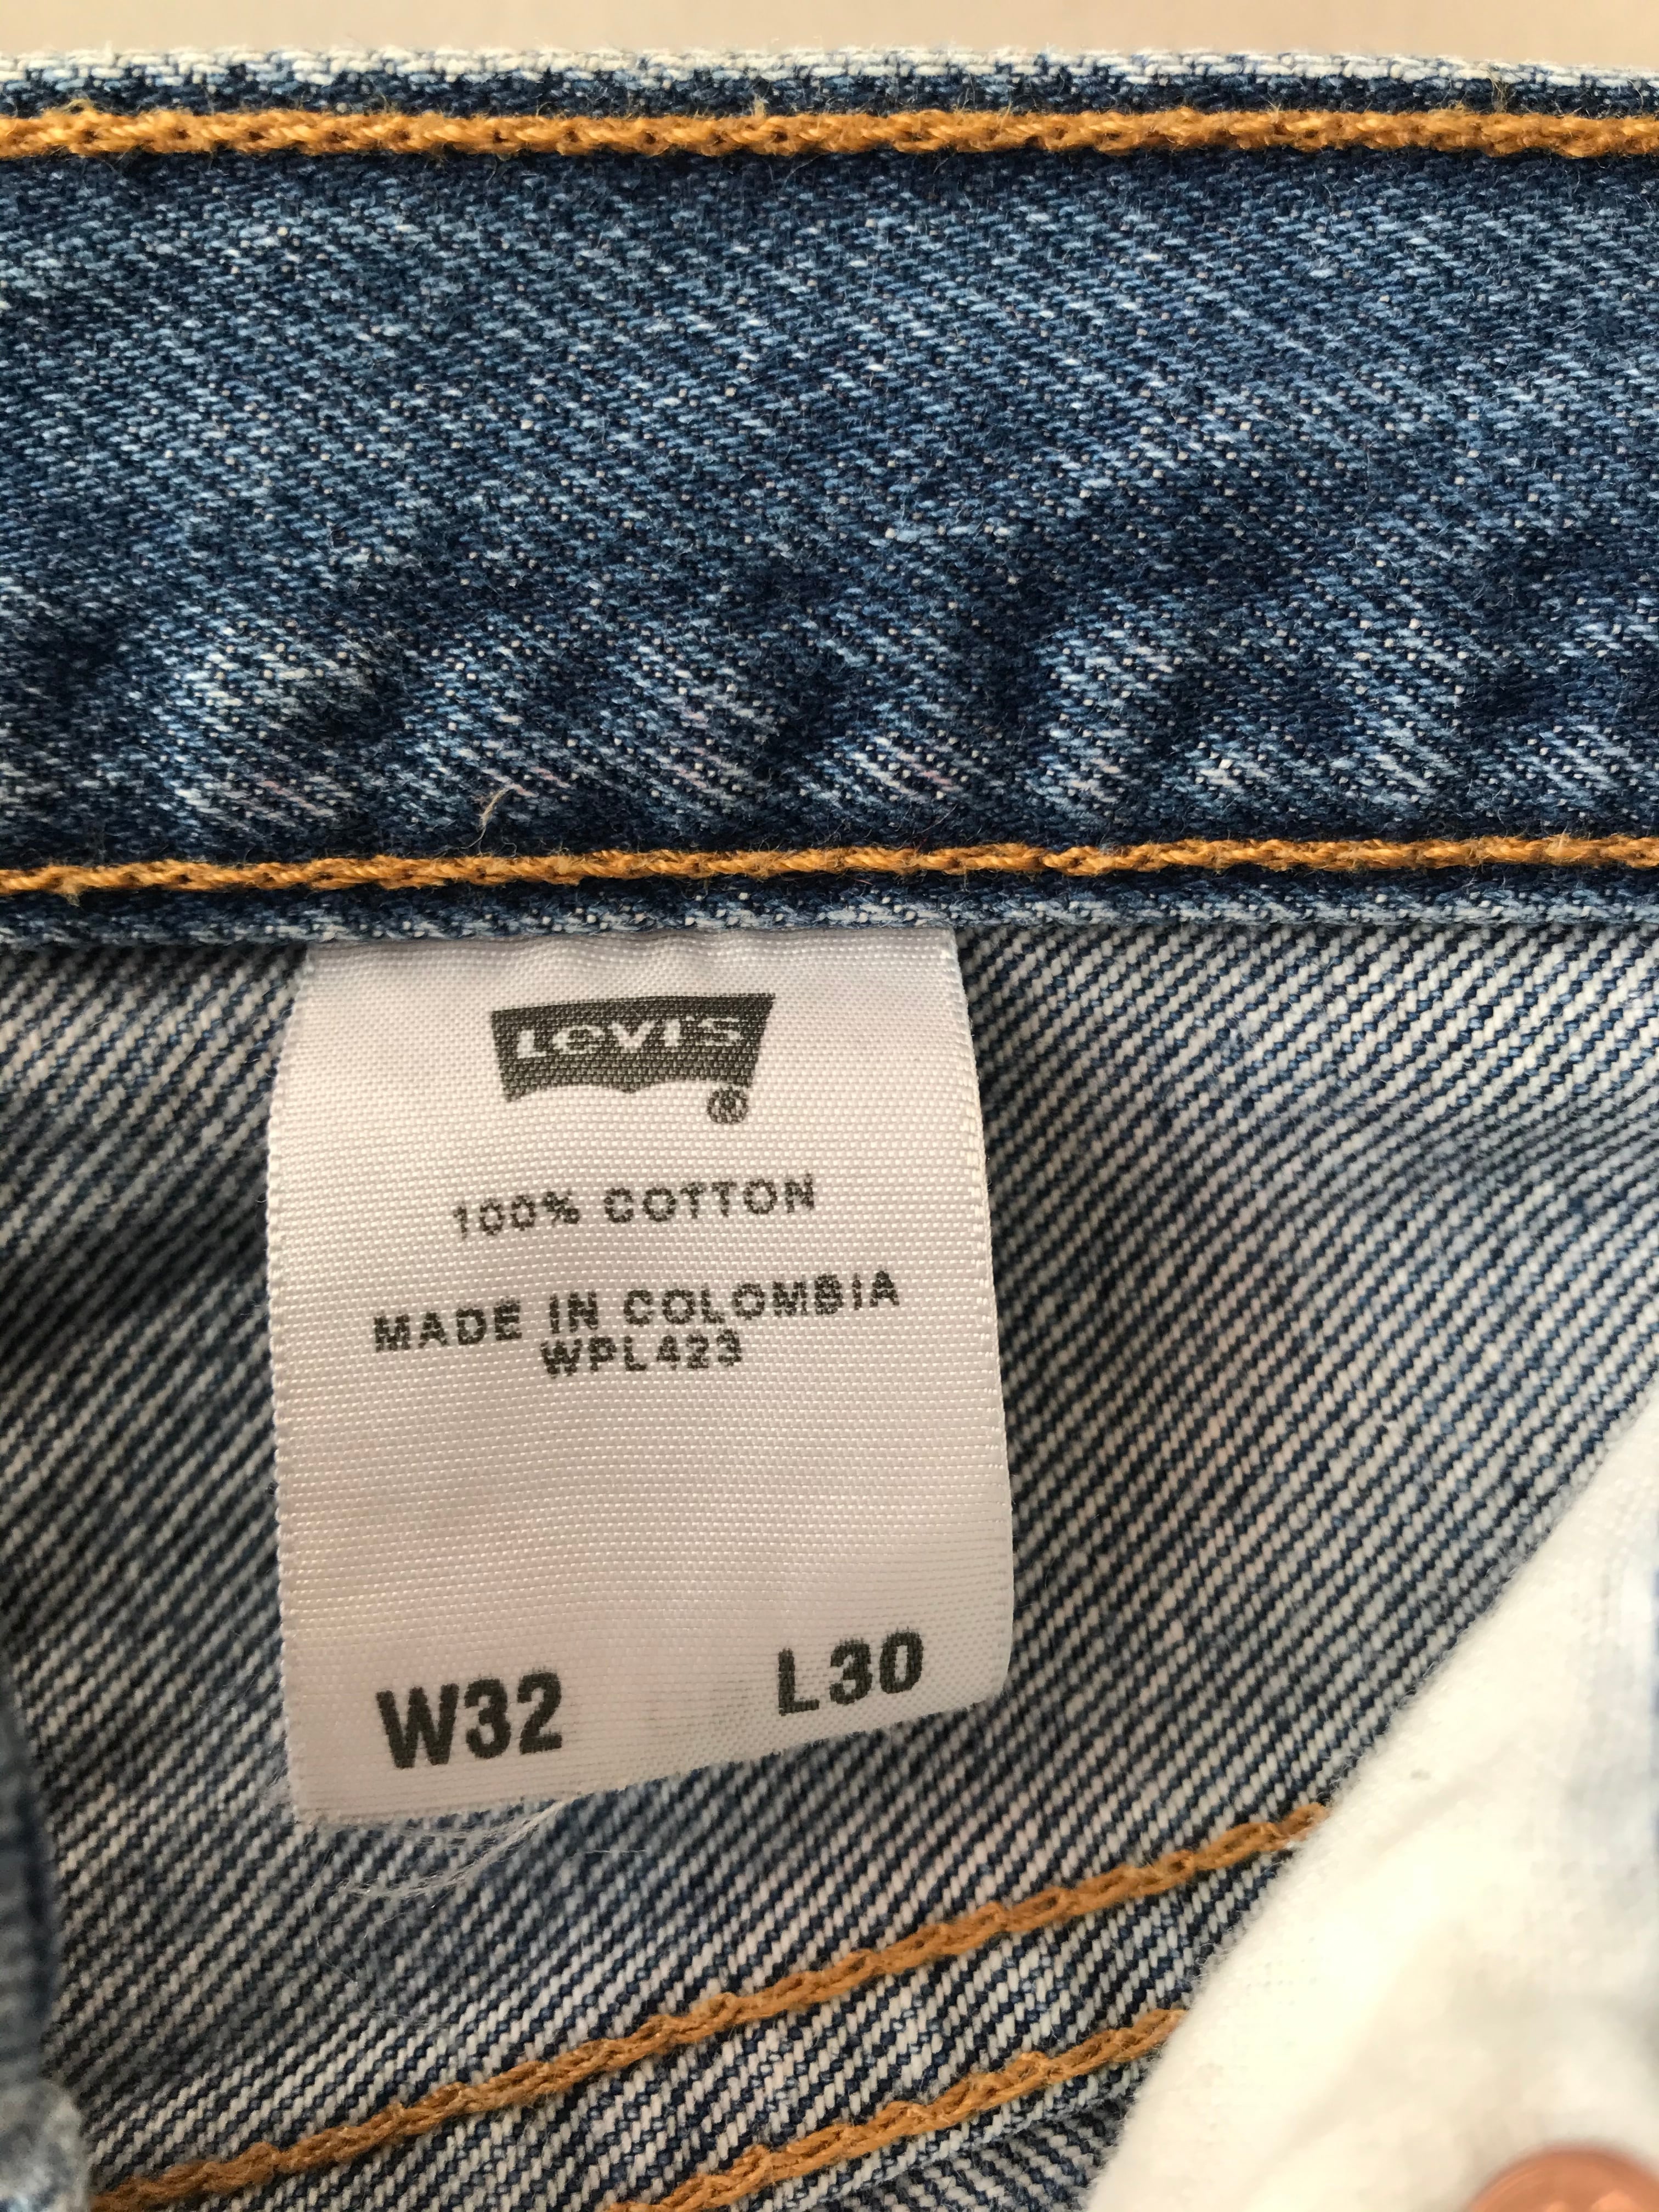 Levi's
®
100% COTTON
MADE IN COLOMBIA
WPL423
W32 L30